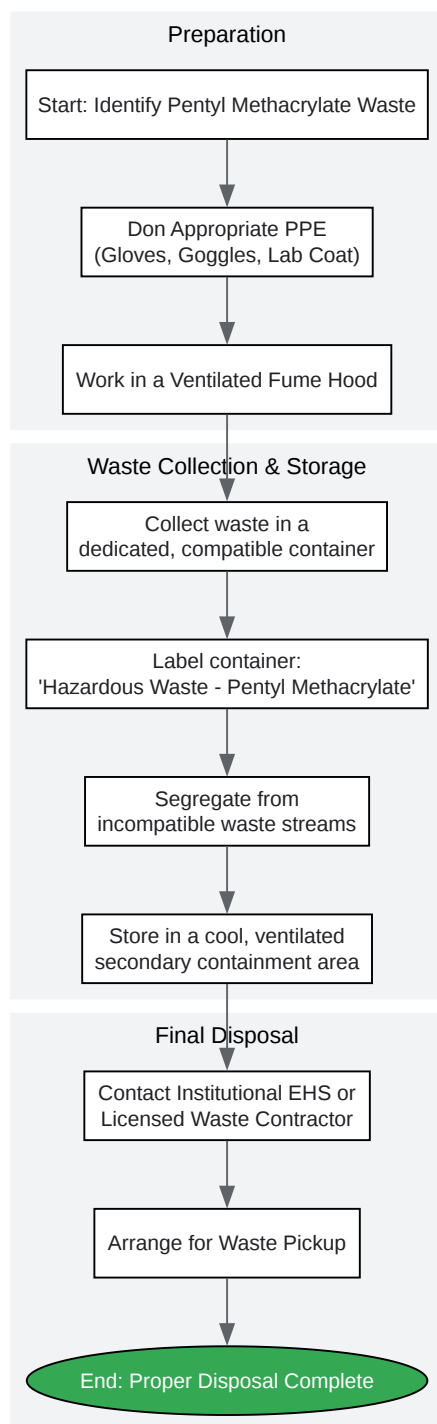 Preparation
Start: Identify Pentyl Methacrylate Waste
Don Appropriate PPE
(Gloves, Goggles, Lab Coat)
Work in a Ventilated Fume Hood
Waste Collection & Storage
Collect waste in a
dedicated, compatible container
Label container:
'Hazardous Waste - Pentyl Methacrylate'
Segregate from
incompatible waste streams
Store in a cool, ventilated
secondary containment area
Final Disposal
Contact Institutional EHS or
Licensed Waste Contractor
Arrange for Waste Pickup
End: Proper Disposal Complete